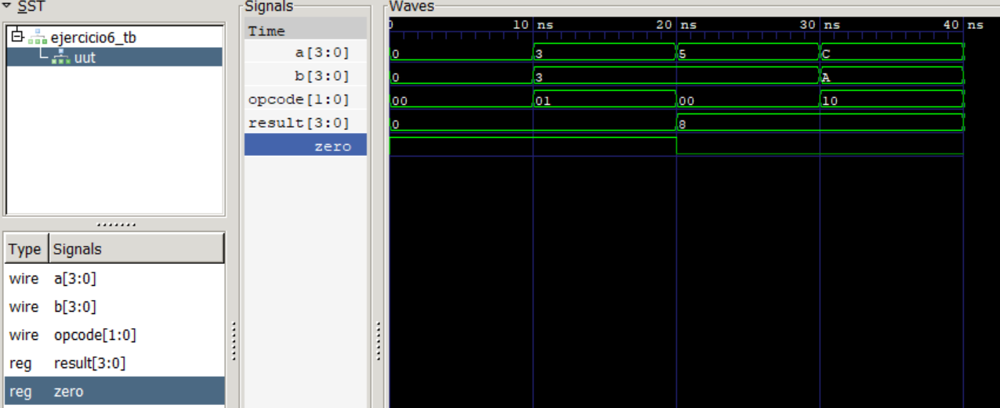 SST
ejercicio6_tb
uut
Type Signals
wire a[3:0]
wire b[3:0]
wire opcode[1:0]
reg result[3:0]
reg zero
Signals
Time
a[3:0]
b[3:0]
opcode[1:0]
result[3:0]
zero
Waves
0 10 ns 20 ns 30 ns 40 ns
0 3 5 C
0 3 A
00 01 00 10
0 8